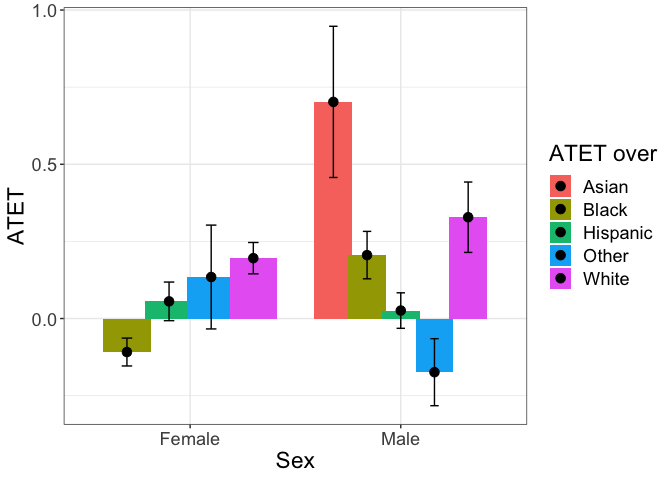 1.0
0.5
0.0
ATET
Female
Male
Sex
ATET over
Asian
Black
Hispanic
Other
White